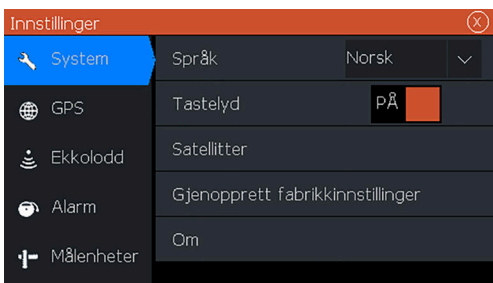 Innstillinger
System
Språk
Norsk
GPS
Tastelyd
PÅ
Ekkolodd
Satellitter
Alarm
Gjenopprett fabrikkinnstillinger
Målenheter
Om